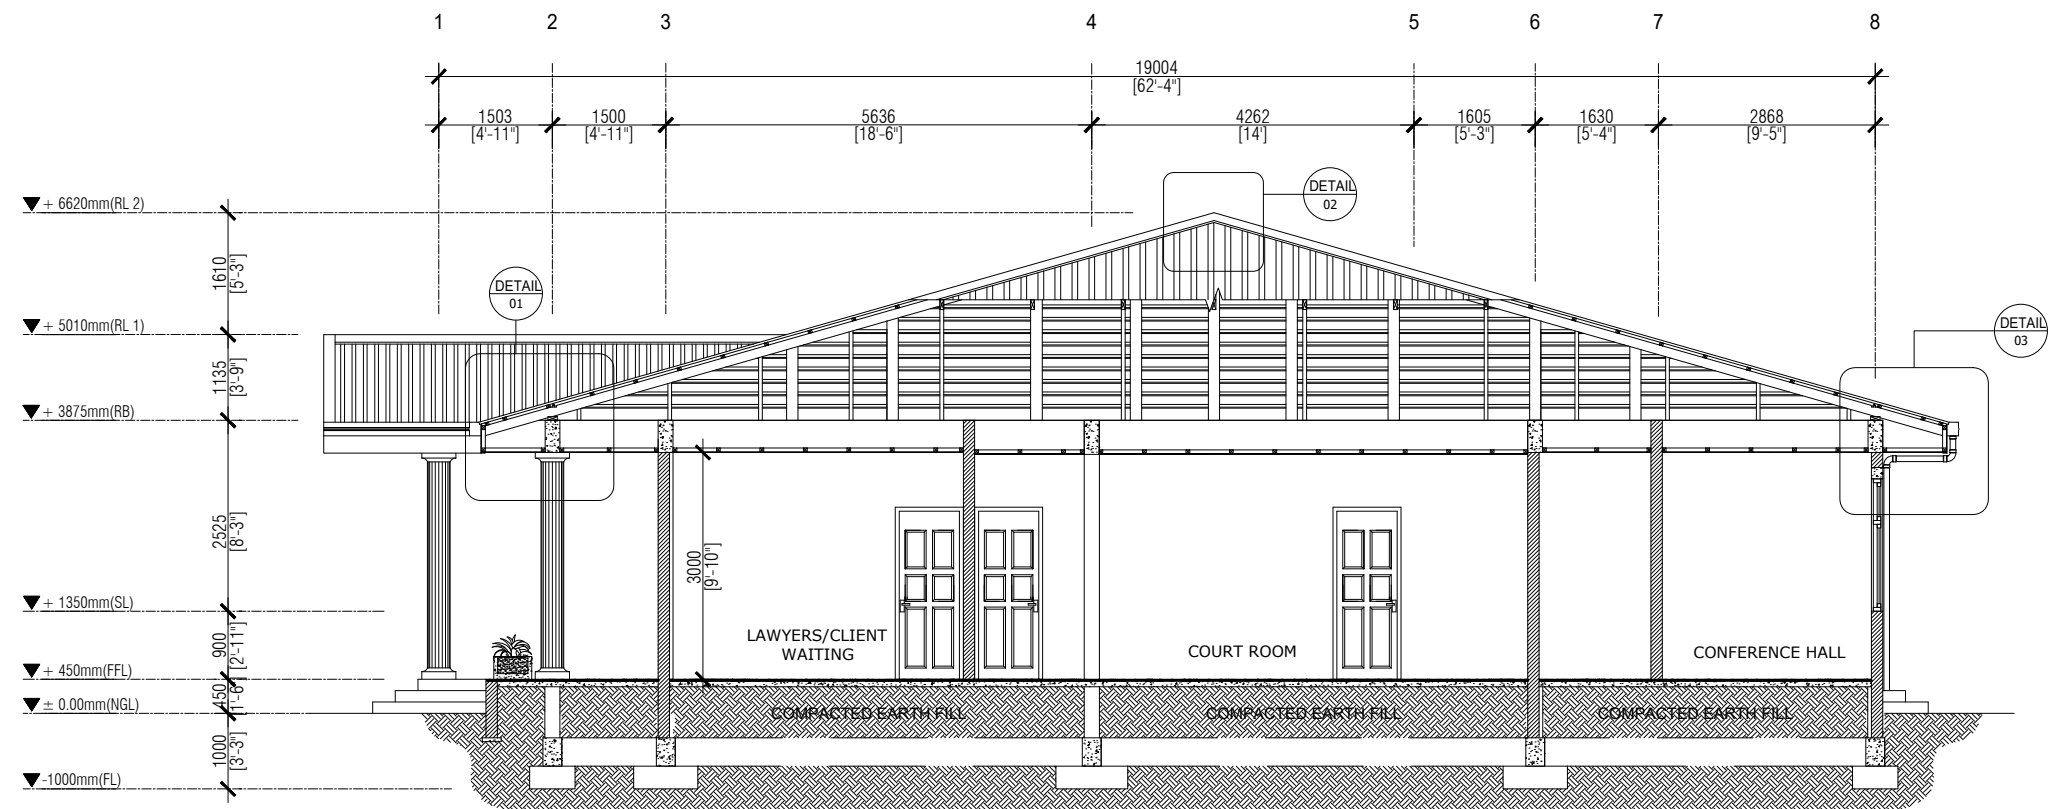 1 2 3 4 5 6 7 8
19004
[62'-4"]
1503 1500 5636 4262 1605 1630 2868
[4'-11"] [4'-11"] [18'-6"] [14'] [5'-3"] [5'-4"] [9'-5"]
DETAIL
02
+ 6620mm(RL 2)
1610
[5'-3"]
DETAIL
01
+ 5010mm(RL 1)
DETAIL
03
1135
[3'-9"]
+ 3875mm(RB)
2525
[8'-3"]
3000
[9'-10"]
+ 1350mm(SL)
900
[2'-11"]
LAWYERS/CLIENT
WAITING
COURT ROOM
CONFERENCE HALL
+ 450mm(FFL)
450
[1'-6"]
± 0.00mm(NGL)
COMPACTED EARTH FILL COMPACTED EARTH FILL COMPACTED EARTH FILL
1000
[3'-3"]
-1000mm(FL)